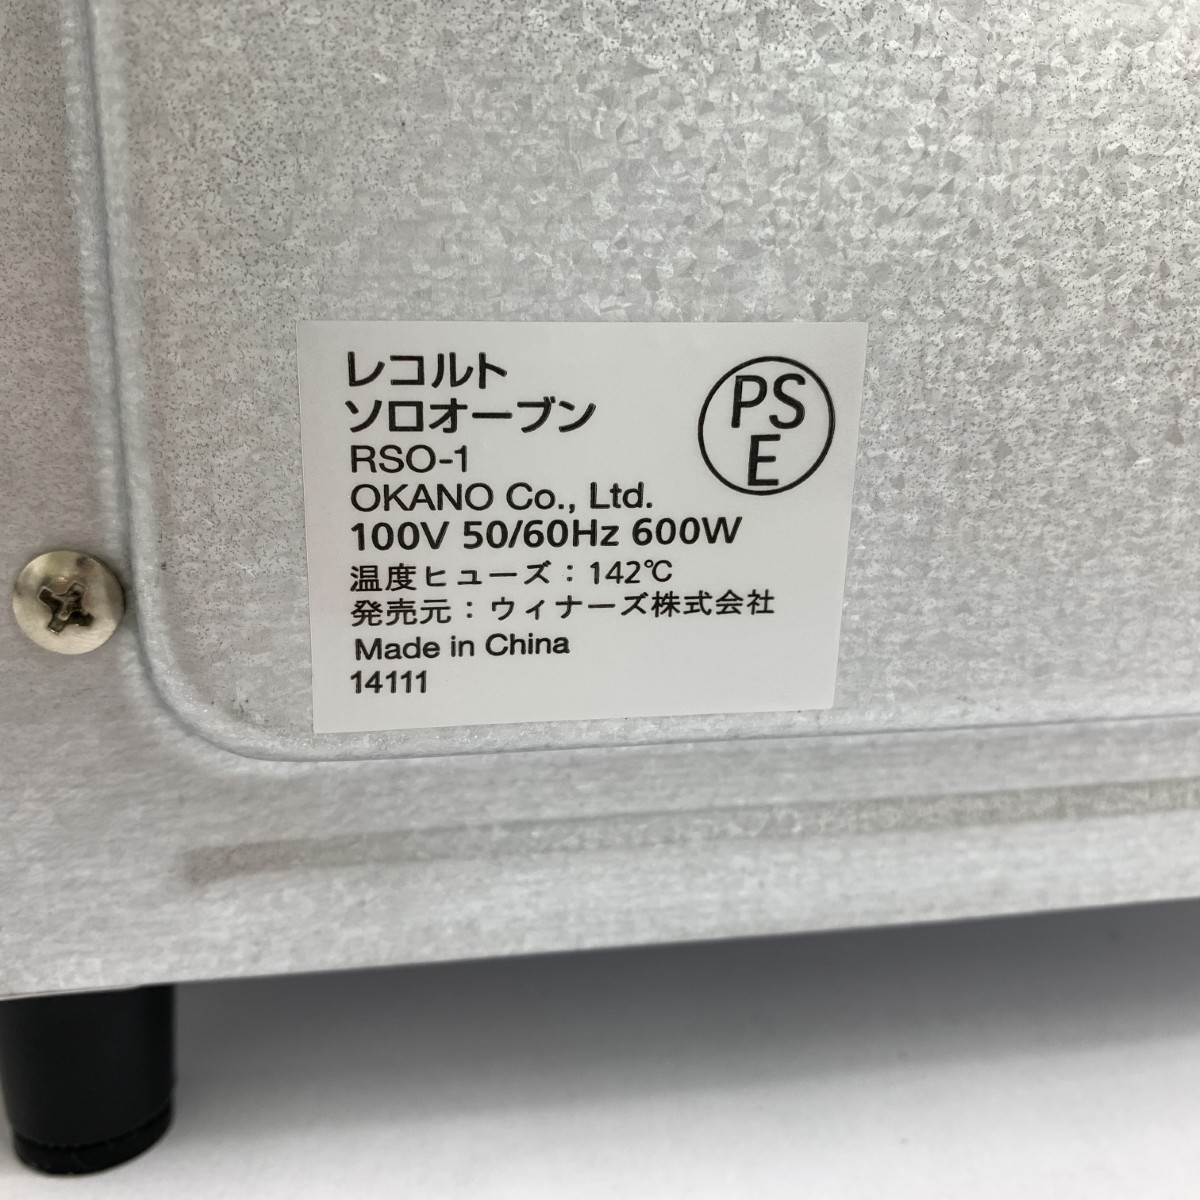 レコルト
ソロオーブン
RSO-1
OKANO Co., Ltd.
100V 50/60Hz 600W
温度ヒューズ：142℃
発売元：ウィナーズ株式会社
Made in China
14111
PS
E